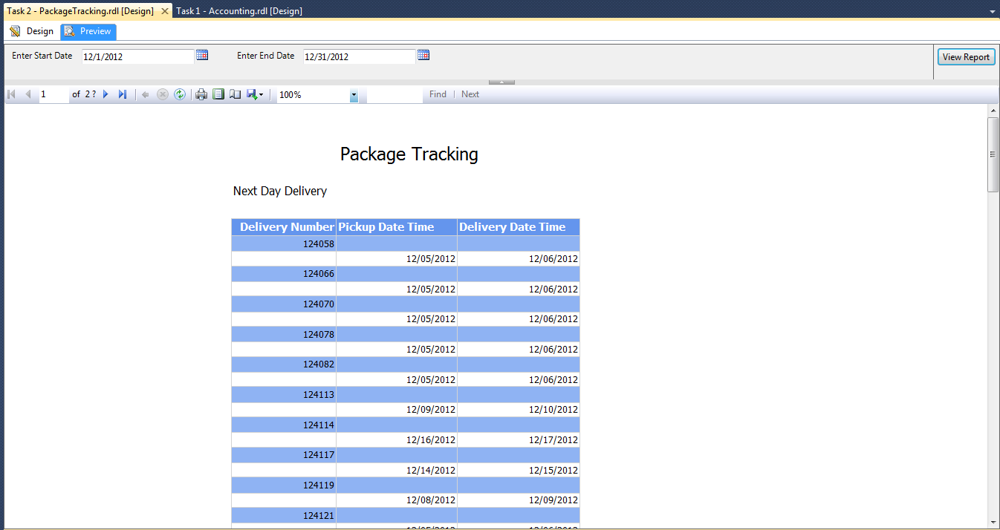 Task 2 - PackageTracking.rdl [Design] Task 1 - Accounting.rdl [Design]
Design Preview
Enter Start Date 12/1/2012 Enter End Date 12/31/2012 View Report
1 of 2 ? 100% Find | Next
Package Tracking
Next Day Delivery
Delivery Number Pickup Date Time Delivery Date Time
124058
12/05/2012 12/06/2012
124066
12/05/2012 12/06/2012
124070
12/05/2012 12/06/2012
124078
12/05/2012 12/06/2012
124082
12/05/2012 12/06/2012
124113
12/09/2012 12/10/2012
124114
12/16/2012 12/17/2012
124117
12/14/2012 12/15/2012
124119
12/08/2012 12/09/2012
124121